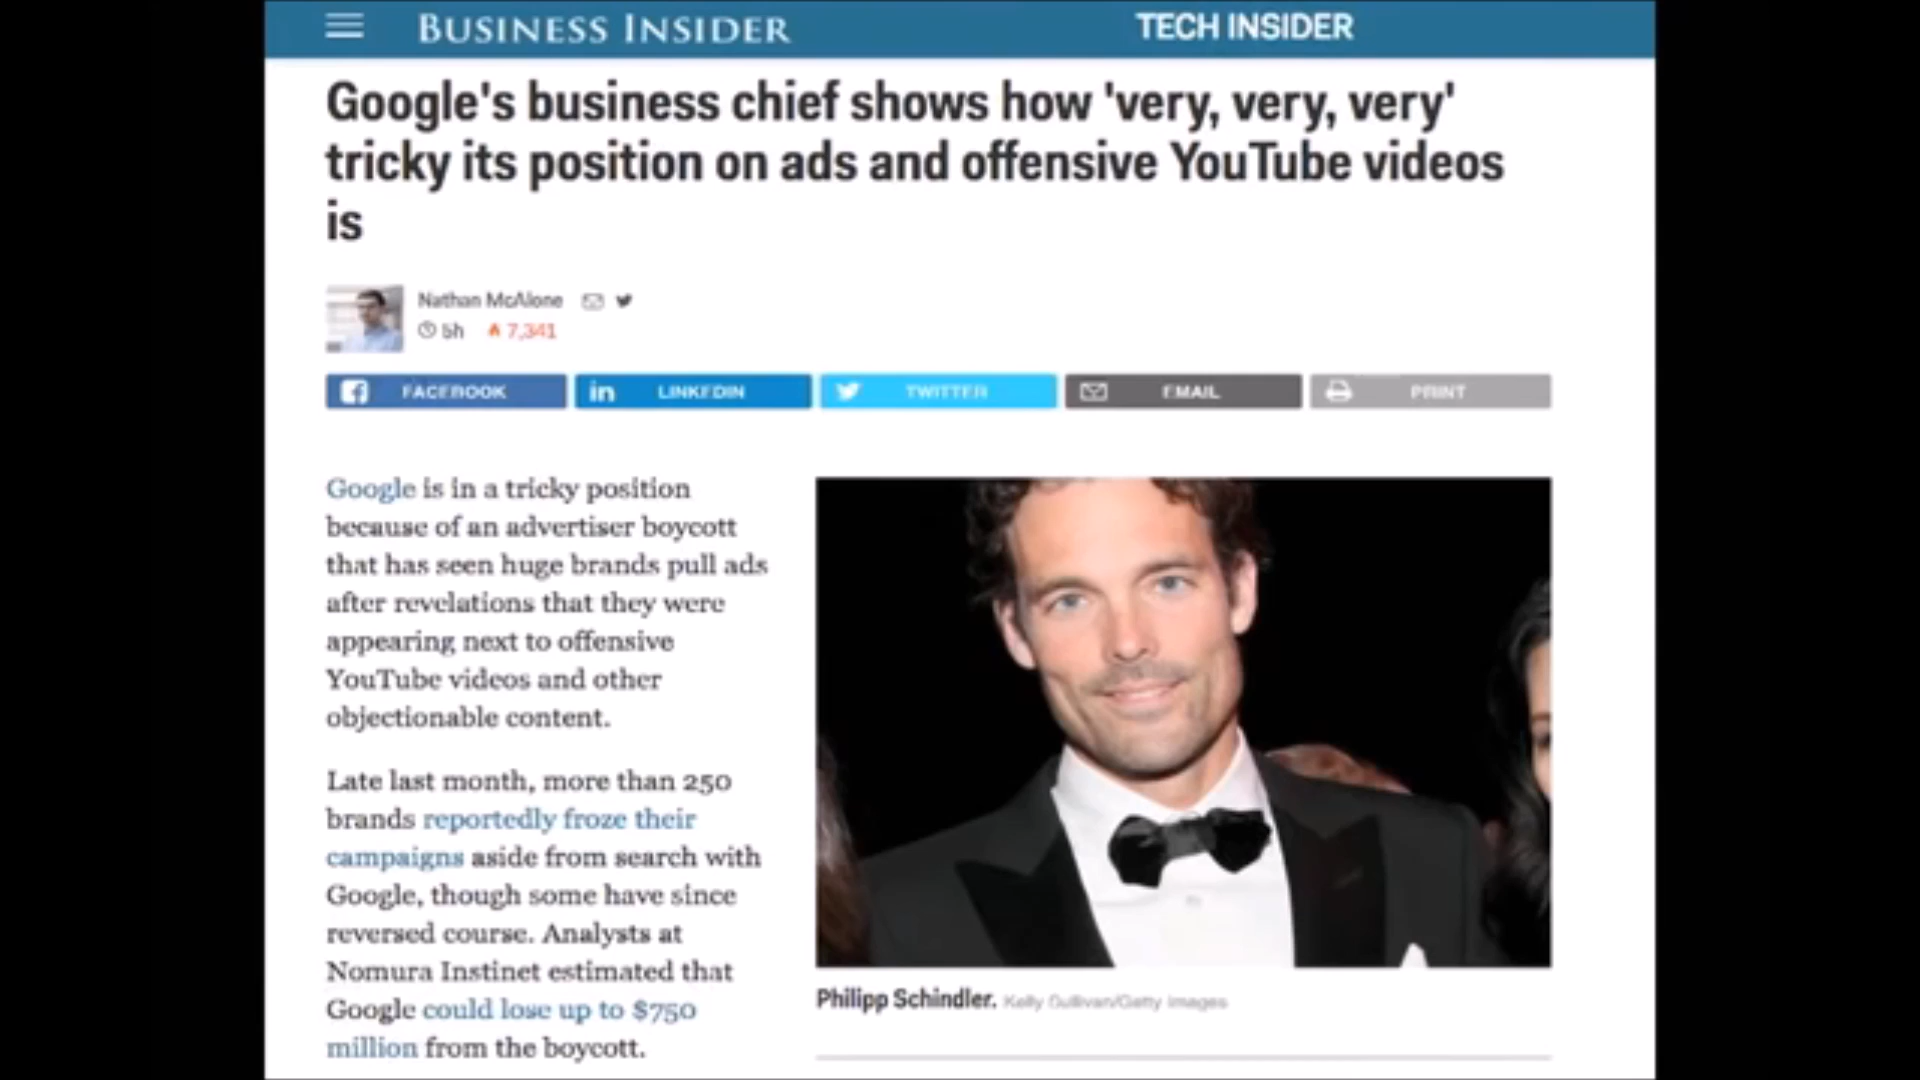 BUSINESS INSIDER
TECH INSIDER
Google's business chief shows how 'very, very, very'
tricky its position on ads and offensive YouTube videos
is
Nathan McAlone
5h 7,341
FACEBOOK
LINKEDIN
TWITTER
EMAIL
PRINT
Google is in a tricky position
because of an advertiser boycott
that has seen huge brands pull ads
after revelations that they were
appearing next to offensive
YouTube videos and other
objectionable content.
Late last month, more than 250
brands reportedly froze their
campaigns aside from search with
Google, though some have since
reversed course. Analysts at
Nomura Instinet estimated that
Google could lose up to $750
million from the boycott.
Philipp Schindler. Kelly Sullivan/Getty Images